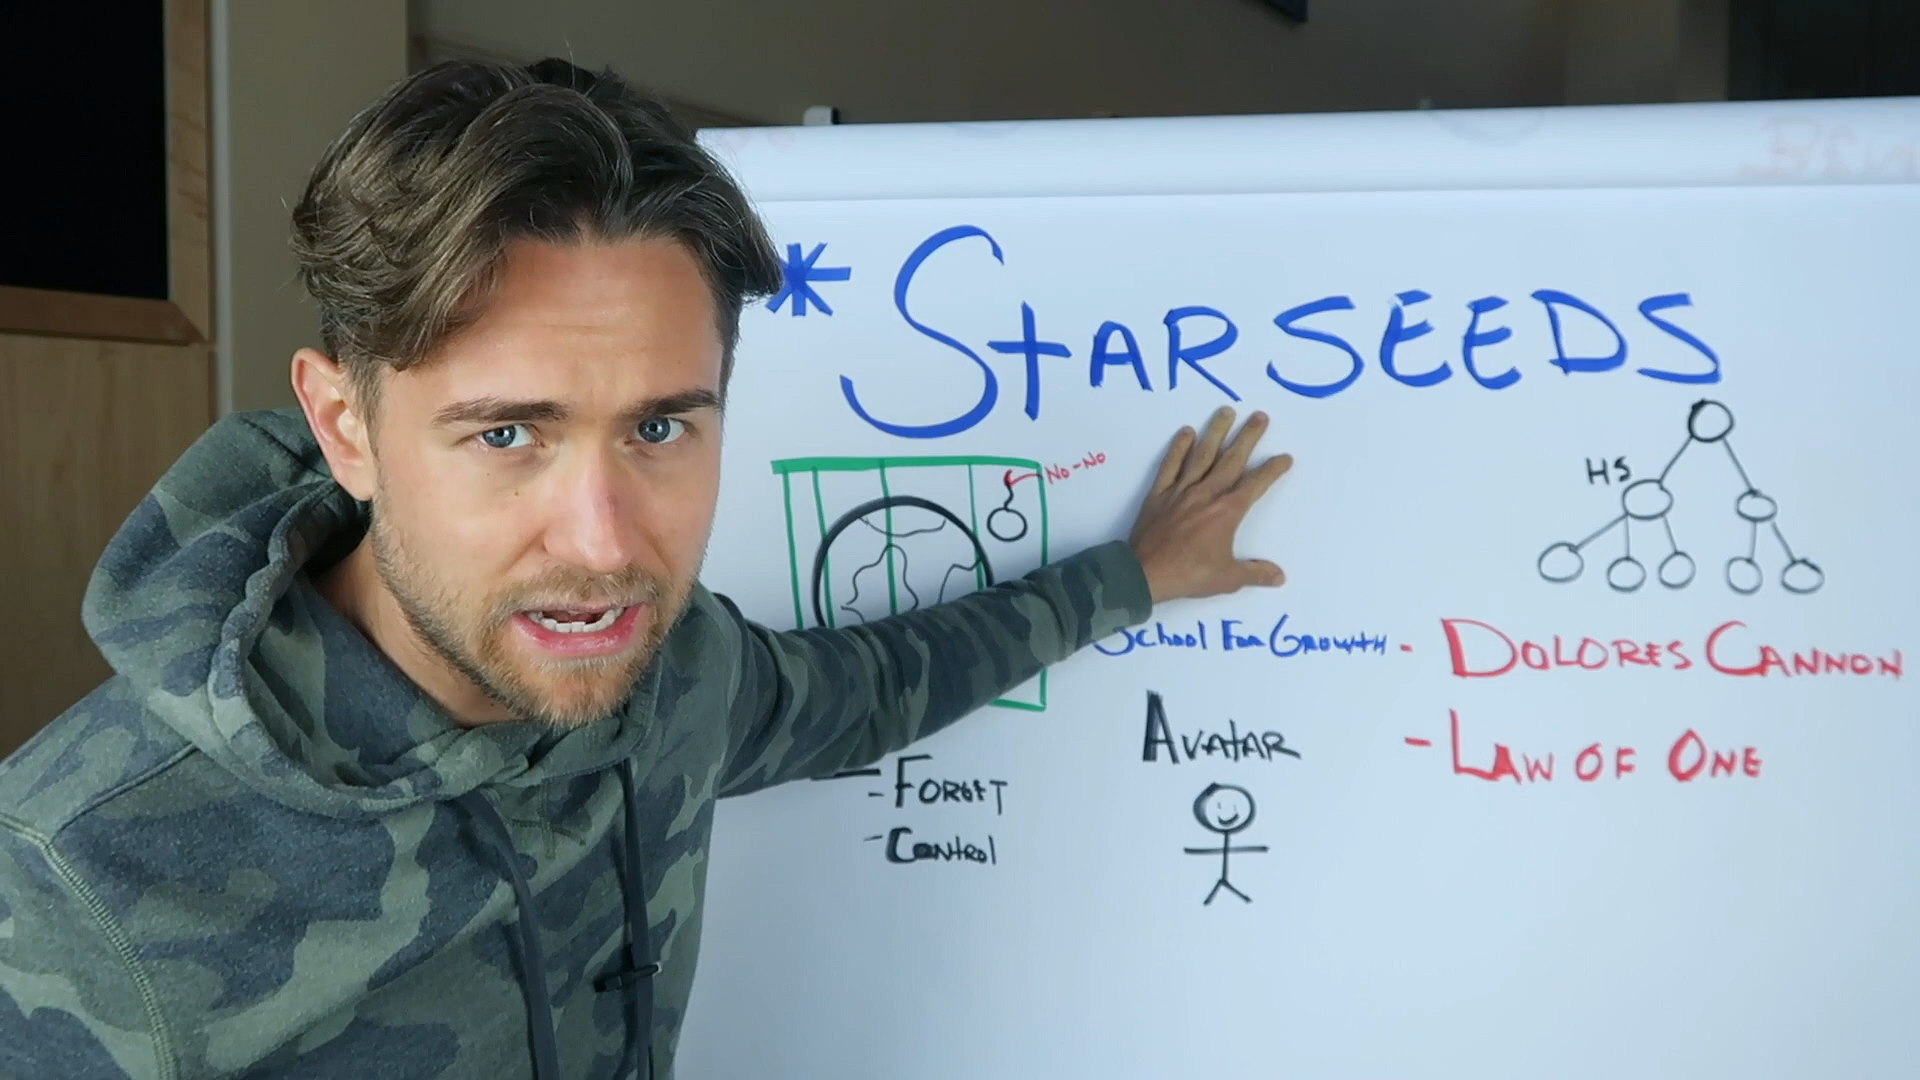 * STARSEEDS
No-No
HS
School For Growth - DOLORES CANNON
AVATAR
- LAW OF ONE
- FORGET
- Control